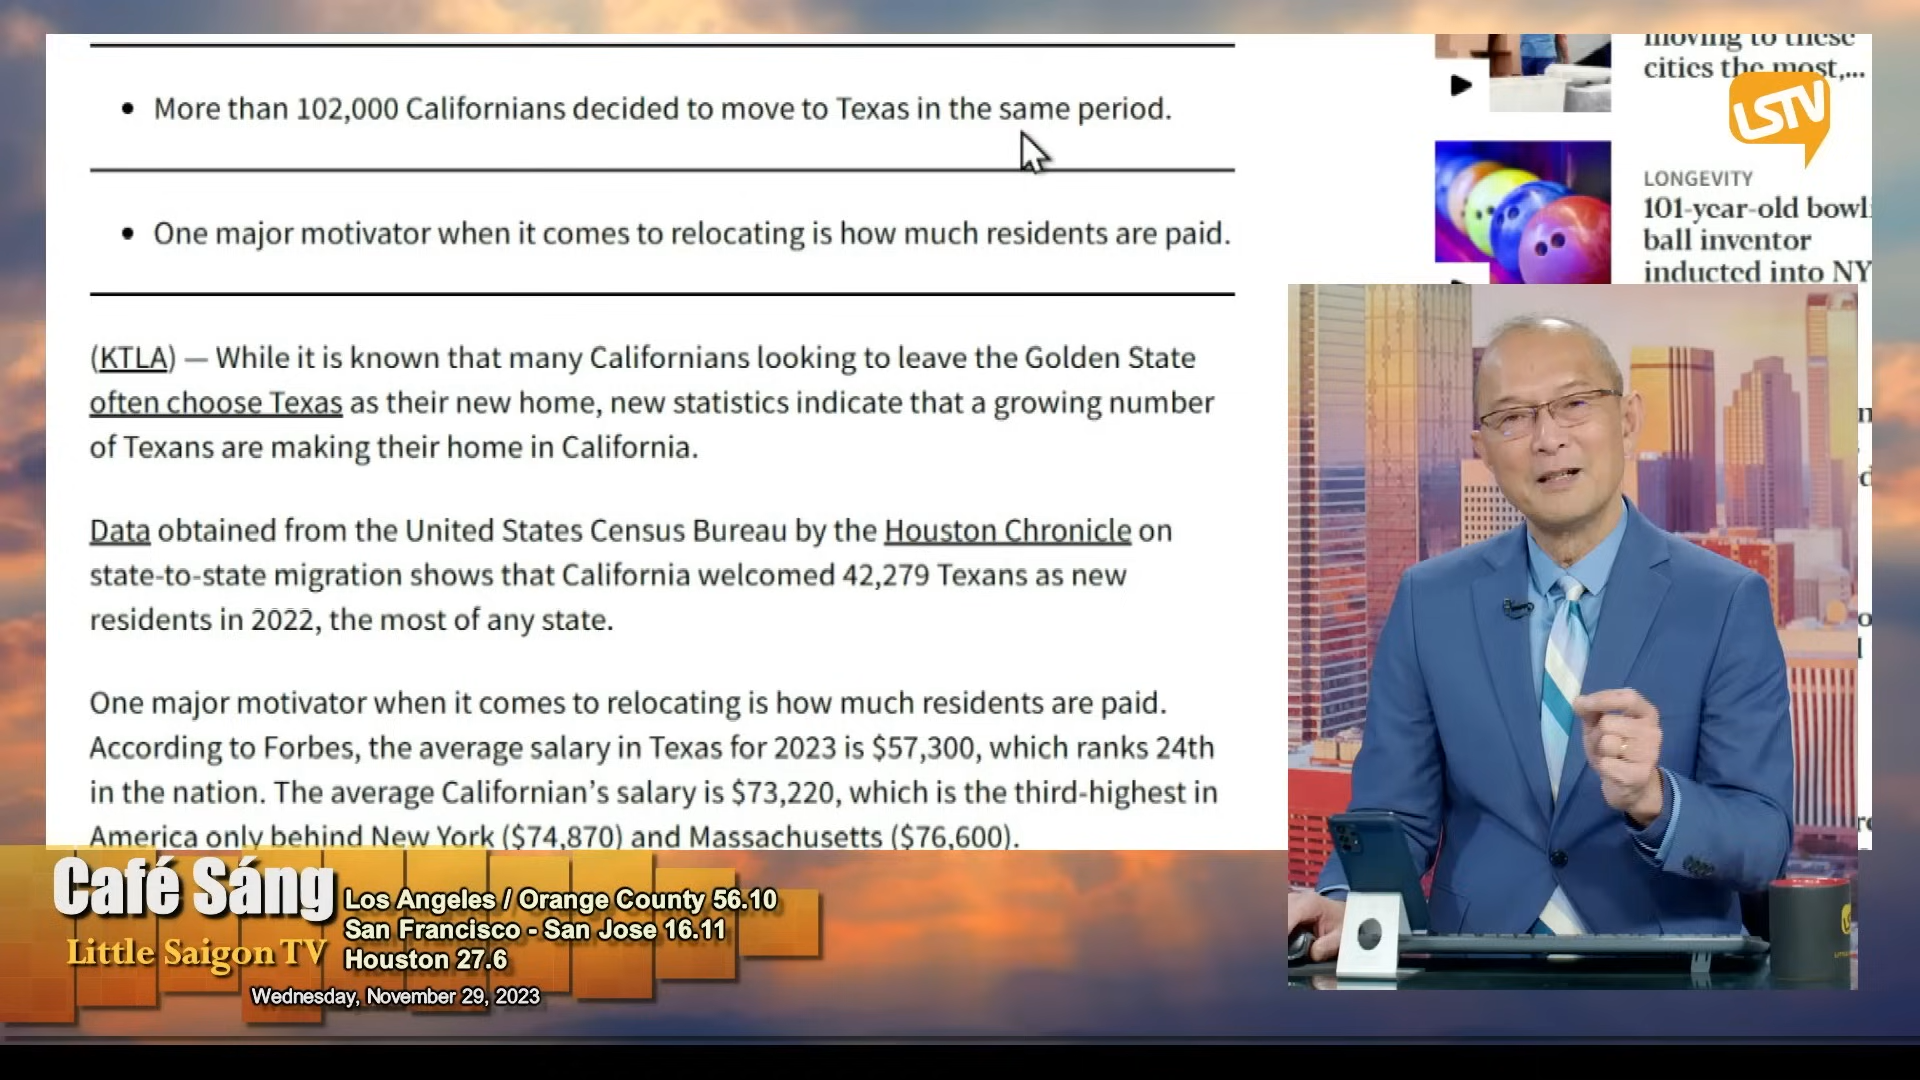 More than 102,000 Californians decided to move to Texas in the same period.
One major motivator when it comes to relocating is how much residents are paid.
(KTLA) — While it is known that many Californians looking to leave the Golden State
often choose Texas as their new home, new statistics indicate that a growing number
of Texans are making their home in California.
Data obtained from the United States Census Bureau by the Houston Chronicle on
state-to-state migration shows that California welcomed 42,279 Texans as new
residents in 2022, the most of any state.
One major motivator when it comes to relocating is how much residents are paid.
According to Forbes, the average salary in Texas for 2023 is $57,300, which ranks 24th
in the nation. The average Californian’s salary is $73,220, which is the third-highest in
America only behind New York ($74,870) and Massachusetts ($76,600).
moving to these
cities the most,...
LSTV
LONGEVITY
101-year-old bowl
ball inventor
inducted into NY
Café Sáng
Little Saigon TV
Los Angeles / Orange County 56.10
San Francisco - San Jose 16.11
Houston 27.6
Wednesday, November 29, 2023